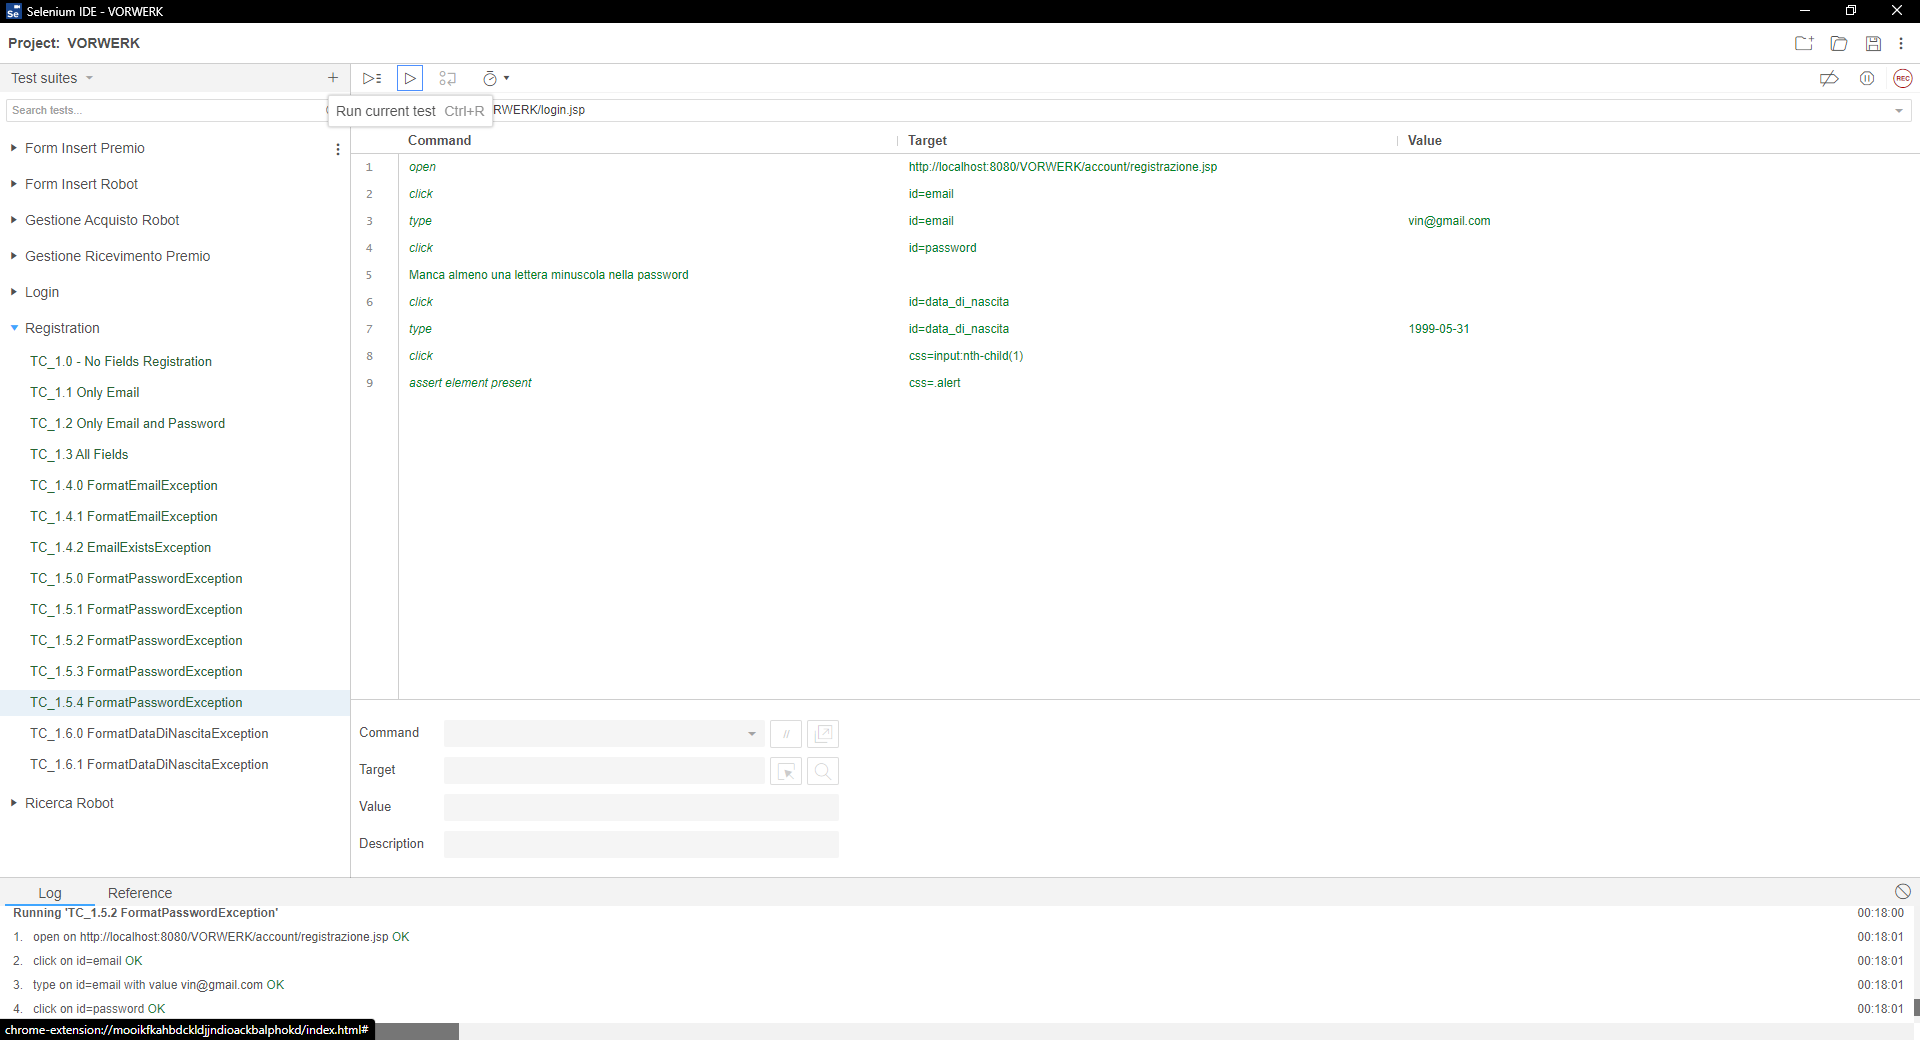 Selenium IDE - VORWERK
Project: VORWERK
Test suites
Search tests...
Run current test Ctrl+R
RWERK/login.jsp
Form Insert Premio
Form Insert Robot
Gestione Acquisto Robot
Gestione Ricevimento Premio
Login
Registration
TC_1.0 - No Fields Registration
TC_1.1 Only Email
TC_1.2 Only Email and Password
TC_1.3 All Fields
TC_1.4.0 FormatEmailException
TC_1.4.1 FormatEmailException
TC_1.4.2 EmailExistsException
TC_1.5.0 FormatPasswordException
TC_1.5.1 FormatPasswordException
TC_1.5.2 FormatPasswordException
TC_1.5.3 FormatPasswordException
TC_1.5.4 FormatPasswordException
TC_1.6.0 FormatDataDiNascitaException
TC_1.6.1 FormatDataDiNascitaException
Ricerca Robot
REC
Command Target Value
1 open http://localhost:8080/VORWERK/account/registrazione.jsp
2 click id=email
3 type id=email vin@gmail.com
4 click id=password
5 Manca almeno una lettera minuscola nella password
6 click id=data_di_nascita
7 type id=data_di_nascita 1999-05-31
8 click css=input:nth-child(1)
9 assert element present css=.alert
Command //
Target
Value
Description
Log Reference
Running 'TC_1.5.2 FormatPasswordException' 00:18:00
1. open on http://localhost:8080/VORWERK/account/registrazione.jsp OK 00:18:01
2. click on id=email OK 00:18:01
3. type on id=email with value vin@gmail.com OK 00:18:01
4. click on id=password OK 00:18:01
chrome-extension://mooikfkahbdckldjjndioackbalphokd/index.html#